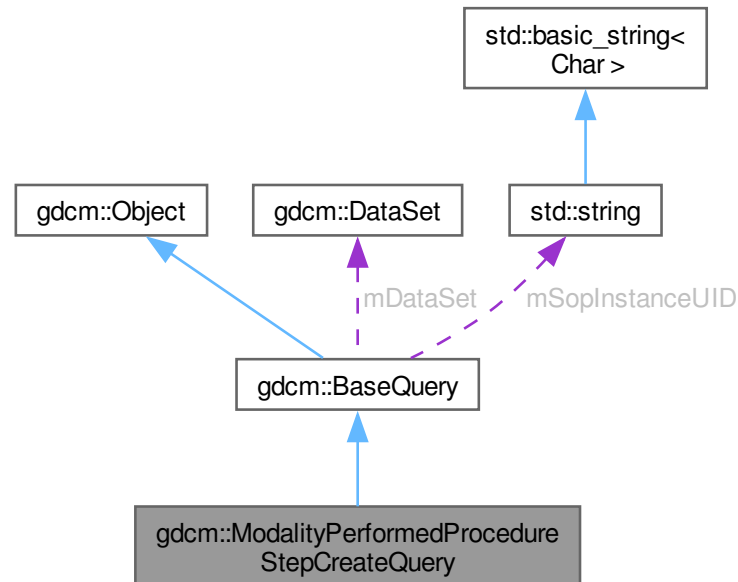 std::basic_string<
Char >
gdcm::Object
gdcm::DataSet
std::string
mDataSet
mSopInstanceUID
gdcm::BaseQuery
gdcm::ModalityPerformedProcedure
StepCreateQuery